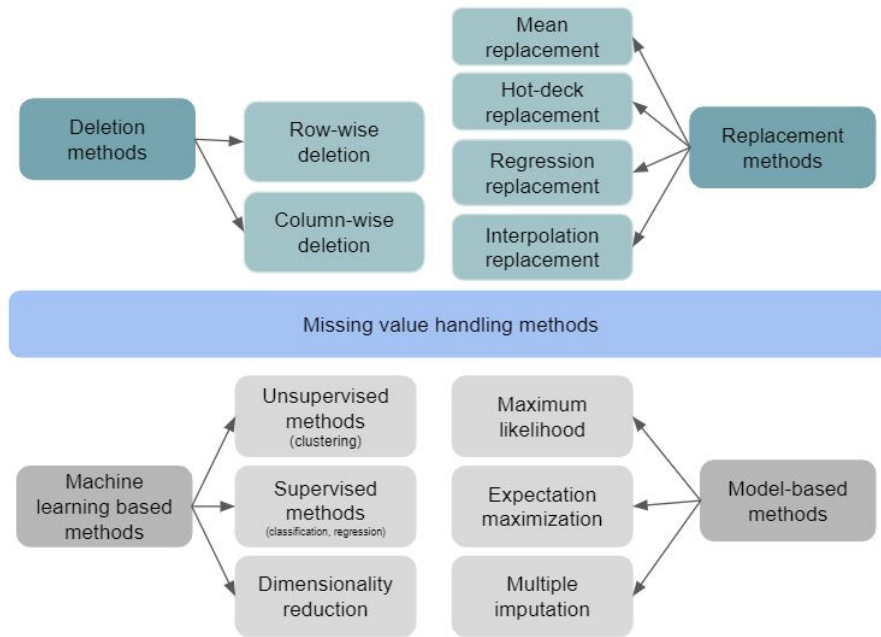 Deletion
methods
Row-wise
deletion
Column-wise
deletion
Mean
replacement
Hot-deck
replacement
Regression
replacement
Interpolation
replacement
Replacement
methods
Missing value handling methods
Machine
learning based
methods
Unsupervised
methods
(clustering)
Supervised
methods
(classification, regression)
Dimensionality
reduction
Maximum
likelihood
Expectation
maximization
Multiple
imputation
Model-based
methods